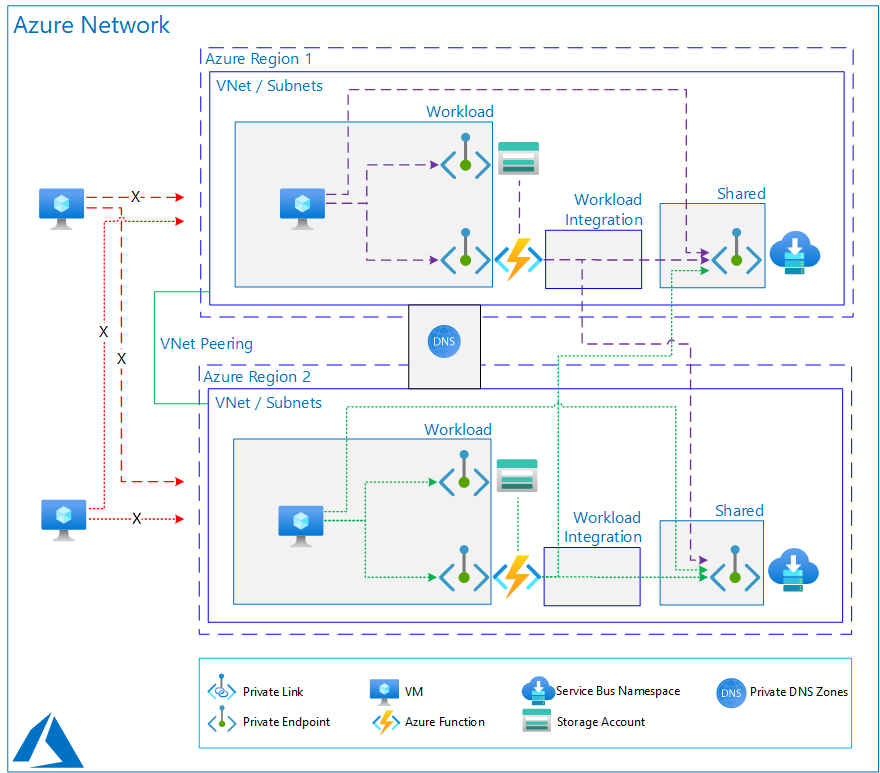 Azure Network
Azure Region 1
VNet / Subnets
Workload
Workload
Integration
Shared
X
X
X
VNet Peering
DNS
Azure Region 2
VNet / Subnets
Workload
Workload
Integration
Shared
X
Private Link
VM
Service Bus Namespace
DNS
Private DNS Zones
Private Endpoint
Azure Function
Storage Account